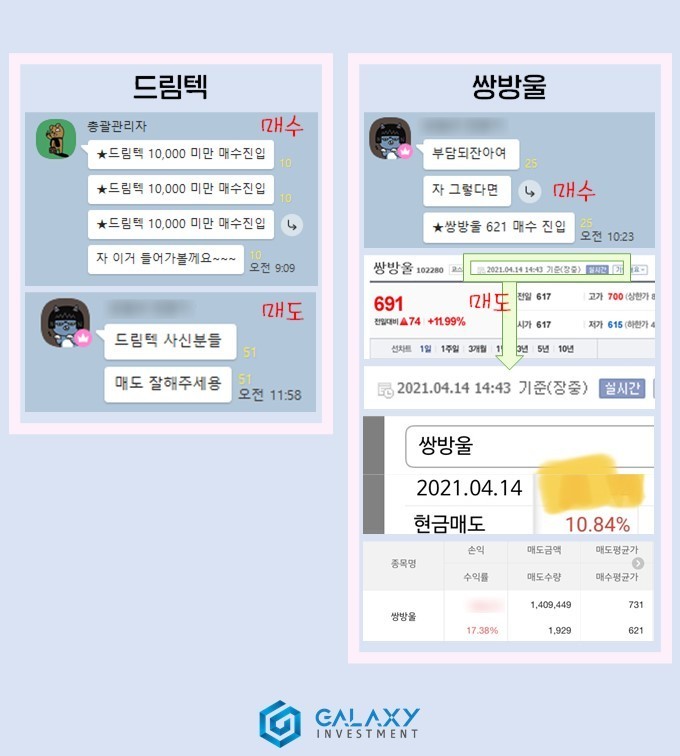 드림텍
총괄관리자
매수
★드림텍 10,000 미만 매수진입
10
★드림텍 10,000 미만 매수진입
10
★드림텍 10,000 미만 매수진입
자 이거 들어가볼께요~~~
10
오전 9:09
매도
드림텍 사신분들
51
매도 잘해주세용
51
오전 11:58
쌍방울
부담되잔아여
25
자 그렇다면
매수
★쌍방울 621 매수 진입
25
오전 10:23
쌍방울 102280
2021.04.14 14:43 기준(장중)
실시간
691
매도
전일 617
고가 700 (상한가 8
전일대비 ▲74 +11.99%
시가 617
저가 615 (하한가 4
선차트 1일 1주일 3개월 1년 3년 5년 10년
2021.04.14 14:43 기준(장중) 실시간
쌍방울
2021.04.14
현금매도
10.84%
종목명
손익
매도금액
매도평균가
수익률
매도수량
매수평균가
쌍방울
1,409,449
731
17.38%
1,929
621
GALAXY
INVESTMENT